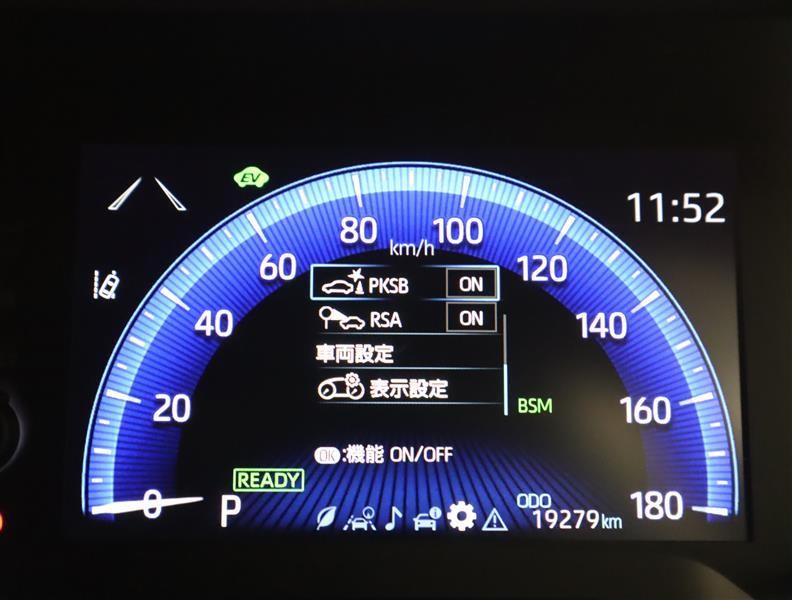 EV
11:52
80
100
km/h
60
120
PKSB ON
40
RSA ON
140
車両設定
表示設定
20
BSM
160
OK:機能 ON/OFF
READY
0
P
ODO
19279km
180